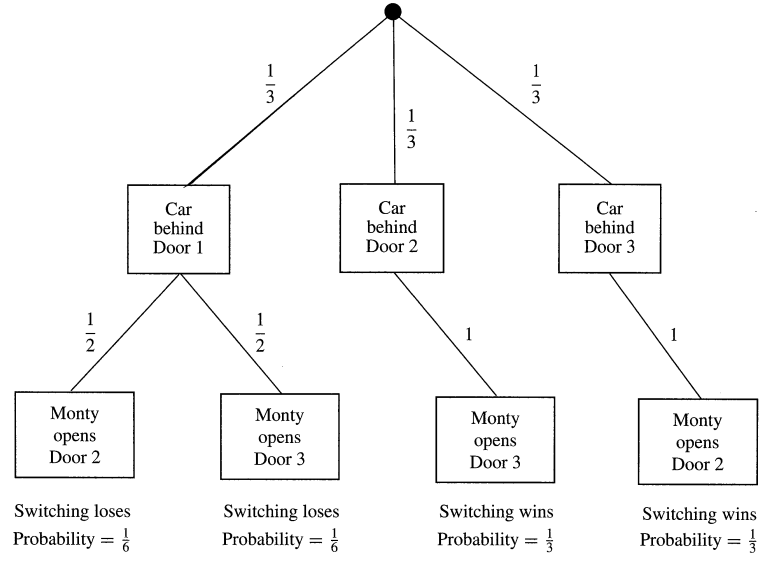 1/3
1/3
1/3
Car
behind
Door 1
Car
behind
Door 2
Car
behind
Door 3
1/2
1/2
1
1
Monty
opens
Door 2
Monty
opens
Door 3
Monty
opens
Door 3
Monty
opens
Door 2
Switching loses
Probability = 1/6
Switching loses
Probability = 1/6
Switching wins
Probability = 1/3
Switching wins
Probability = 1/3